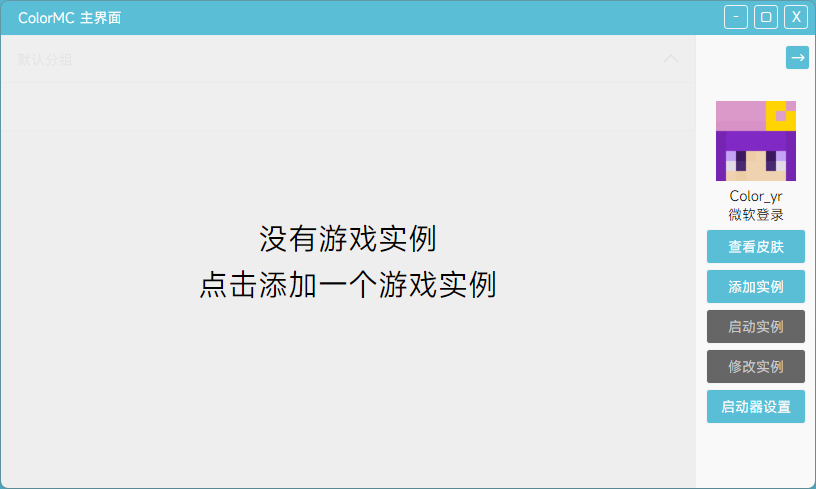 ColorMC 主界面
默认分组
没有游戏实例
点击添加一个游戏实例
Color_yr
微软登录
查看皮肤
添加实例
启动实例
修改实例
启动器设置